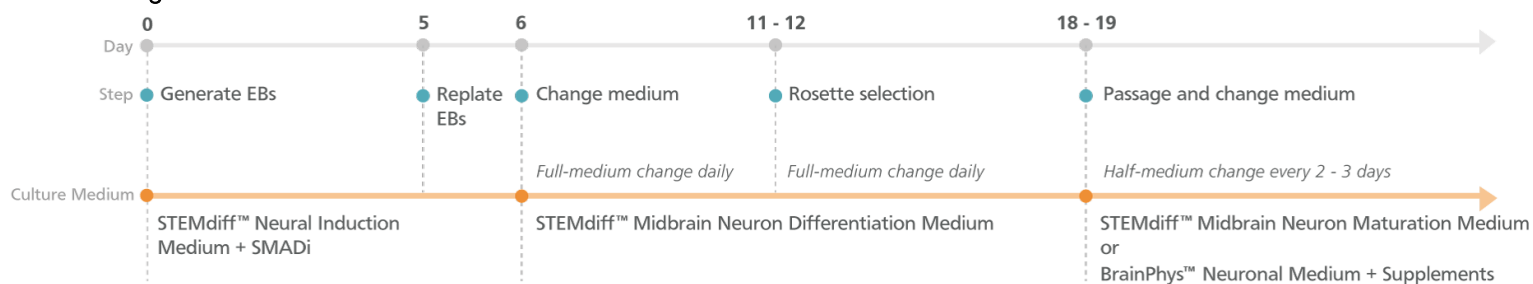 0 5 6 11 - 12 18 - 19
Day
Step Generate EBs Replate EBs Change medium Rosette selection Passage and change medium
Full-medium change daily Full-medium change daily Half-medium change every 2 - 3 days
Culture Medium
STEMdiff™ Neural Induction
Medium + SMADi
STEMdiff™ Midbrain Neuron Differentiation Medium
STEMdiff™ Midbrain Neuron Maturation Medium
or
BrainPhys™ Neuronal Medium + Supplements